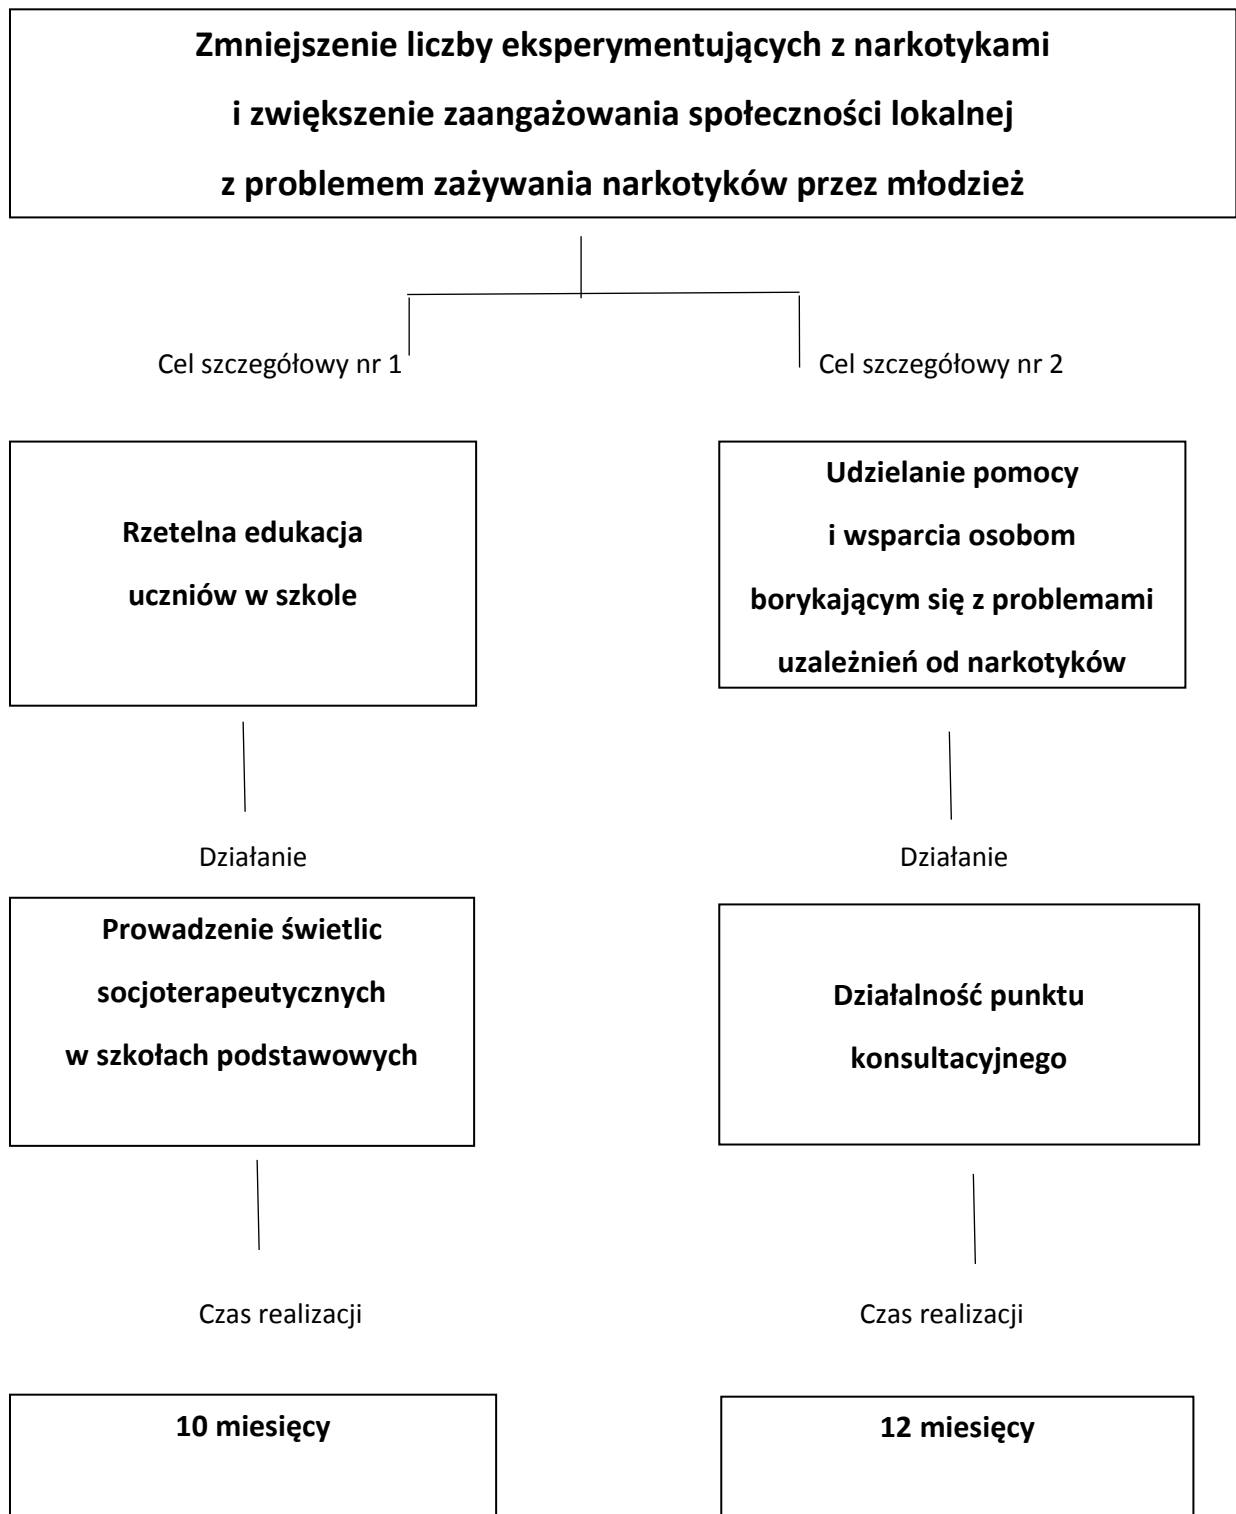 Zmniejszenie liczby eksperymentujących z narkotykami
i zwiększenie zaangażowania społeczności lokalnej
z problemem zażywania narkotyków przez młodzież
Cel szczegółowy nr 1
Cel szczegółowy nr 2
Rzetelna edukacja
uczniów w szkole
Udzielanie pomocy
i wsparcia osobom
borykającym się z problemami
uzależnień od narkotyków
Działanie
Działanie
Prowadzenie świetlic
socjoterapeutycznych
w szkołach podstawowych
Działalność punktu
konsultacyjnego
Czas realizacji
Czas realizacji
10 miesięcy
12 miesięcy